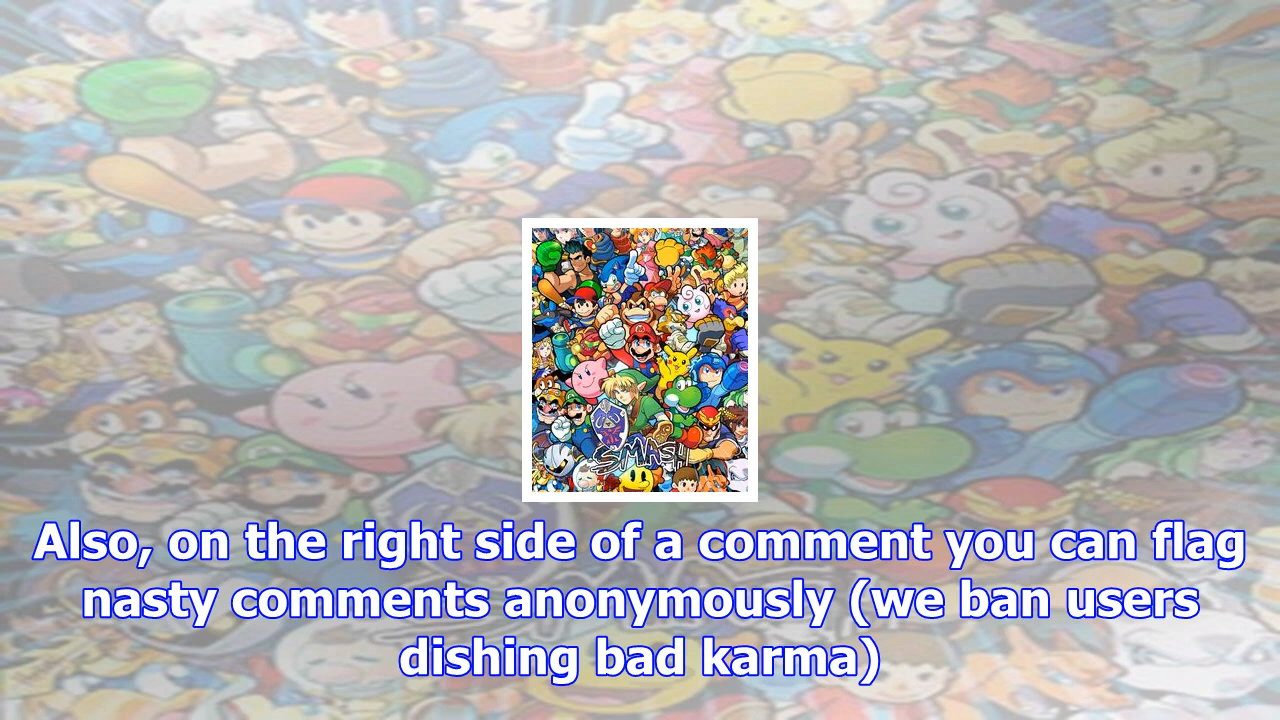 SMASH
Also, on the right side of a comment you can flag
nasty comments anonymously (we ban users
dishing bad karma)